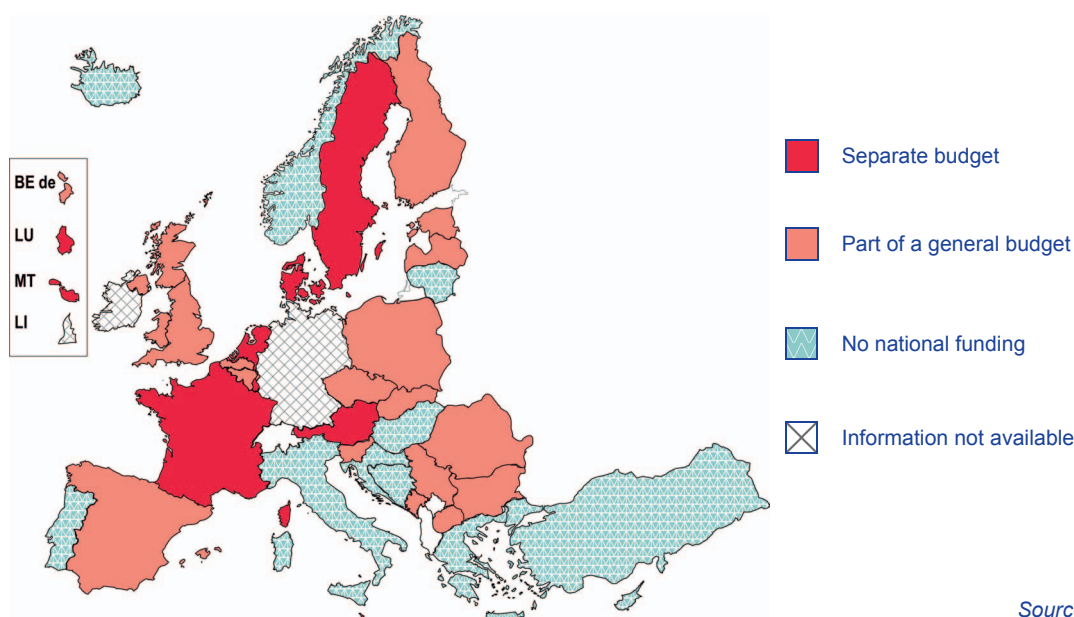 BE de
LU
MT
LI
Separate budget
Part of a general budget
No national funding
Information not available
Sourc